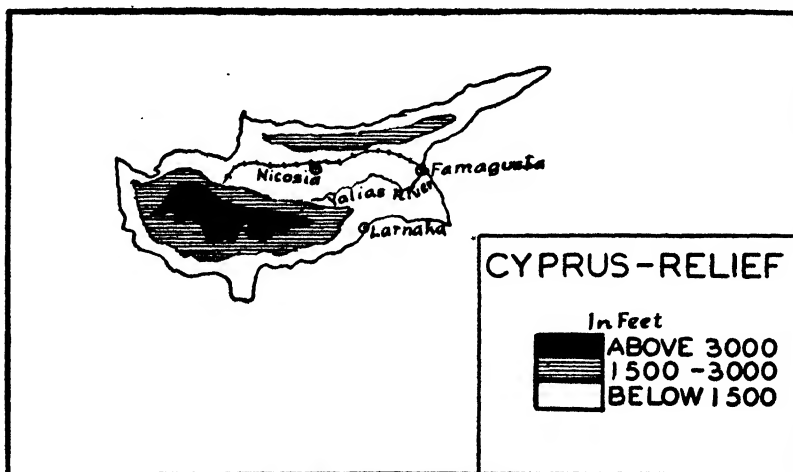 Nicosia
Famagusta
Yalias River
Larnaka
CYPRUS-RELIEF
In Feet
ABOVE 3000
1500-3000
BELOW 1500